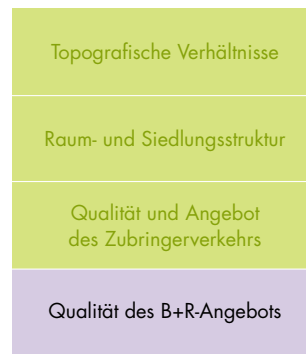 Topografische Verhältnisse
Raum- und Siedlungsstruktur
Qualität und Angebot
des Zubringerverkehrs
Qualität des B+R-Angebots